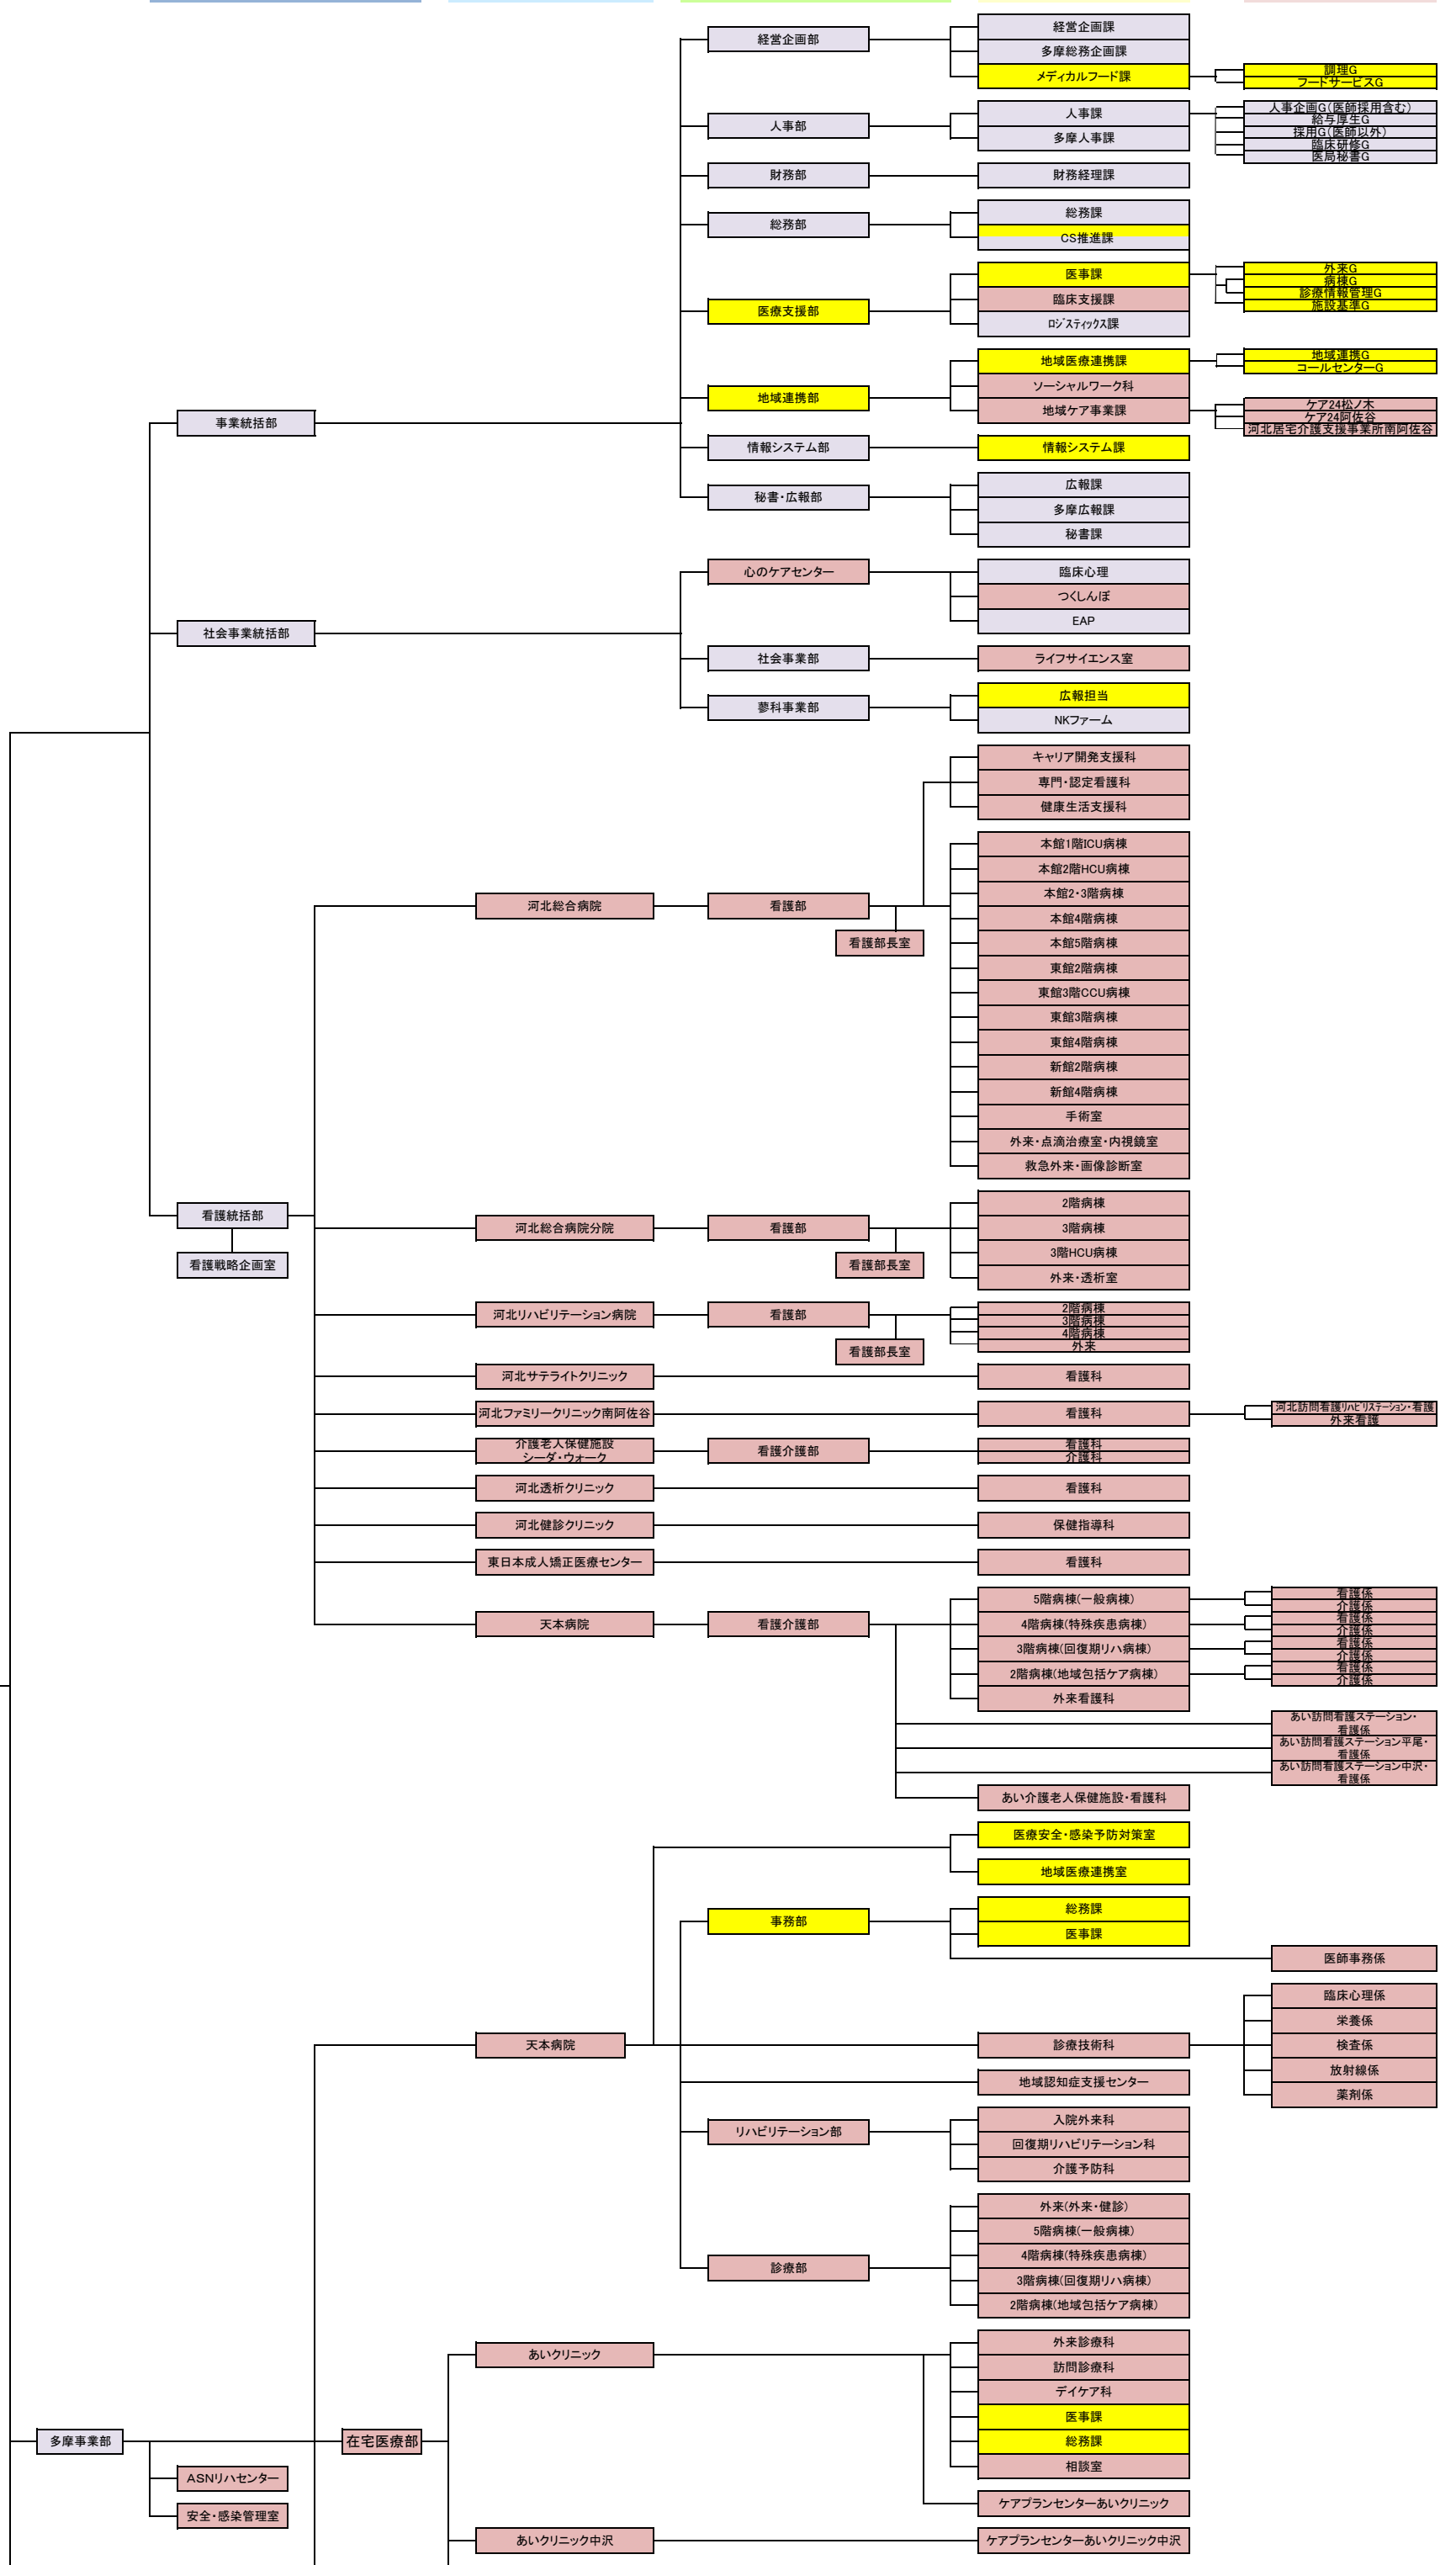 経営企画部
経営企画課
多摩総務企画課
メディカルフード課
調理G
フードサービスG
人事部
人事課
多摩人事課
人事企画G(医師採用含む)
給与厚生G
採用G(医師以外)
臨床研修G
医局秘書G
財務部
財務経理課
総務部
総務課
CS推進課
医療支援部
医事課
臨床支援課
ロジスティックス課
外来G
病棟G
診療情報管理G
施設基準G
地域連携部
地域医療連携課
ソーシャルワーク科
地域ケア事業課
地域連携G
コールセンターG
ケア24松ノ木
ケア24阿佐谷
河北居宅介護支援事業所南阿佐谷
事業統括部
情報システム部
情報システム課
秘書・広報部
広報課
多摩広報課
秘書課
心のケアセンター
臨床心理
つくしんぼ
EAP
社会事業統括部
社会事業部
ライフサイエンス室
蓼科事業部
広報担当
NKファーム
キャリア開発支援科
専門・認定看護科
健康生活支援科
河北総合病院
看護部
看護部長室
本館1階ICU病棟
本館2階HCU病棟
本館2・3階病棟
本館4階病棟
本館5階病棟
東館2階病棟
東館3階CCU病棟
東館3階病棟
東館4階病棟
新館2階病棟
新館4階病棟
手術室
外来・点滴治療室・内視鏡室
救急外来・画像診断室
看護統括部
看護戦略企画室
河北総合病院分院
看護部
看護部長室
2階病棟
3階病棟
3階HCU病棟
外来・透析室
河北リハビリテーション病院
看護部
看護部長室
2階病棟
3階病棟
4階病棟
外来
河北サテライトクリニック
看護科
河北ファミリークリニック南阿佐谷
看護科
河北訪問看護リハビリステーション・看護
外来看護
介護老人保健施設
シーダ・ウォーク
看護介護部
看護科
介護科
河北透析クリニック
看護科
河北健診クリニック
保健指導科
東日本成人矯正医療センター
看護科
天本病院
看護介護部
5階病棟(一般病棟)
4階病棟(特殊疾患病棟)
3階病棟(回復期リハ病棟)
2階病棟(地域包括ケア病棟)
外来看護科
看護係
介護係
看護係
介護係
看護係
介護係
看護係
介護係
あい訪問看護ステーション・
看護係
あい訪問看護ステーション平尾・
看護係
あい訪問看護ステーション中沢・
看護係
あい介護老人保健施設・看護科
医療安全・感染予防対策室
地域医療連携室
事務部
総務課
医事課
医師事務係
天本病院
診療技術科
臨床心理係
栄養係
検査係
放射線係
薬剤係
地域認知症支援センター
リハビリテーション部
入院外来科
回復期リハビリテーション科
介護予防科
診療部
外来(外来・健診)
5階病棟(一般病棟)
4階病棟(特殊疾患病棟)
3階病棟(回復期リハ病棟)
2階病棟(地域包括ケア病棟)
あいクリニック
外来診療科
訪問診療科
デイケア科
医事課
総務課
相談室
ケアプランセンターあいクリニック
多摩事業部
在宅医療部
ASNリハセンター
安全・感染管理室
あいクリニック中沢
ケアプランセンターあいクリニック中沢